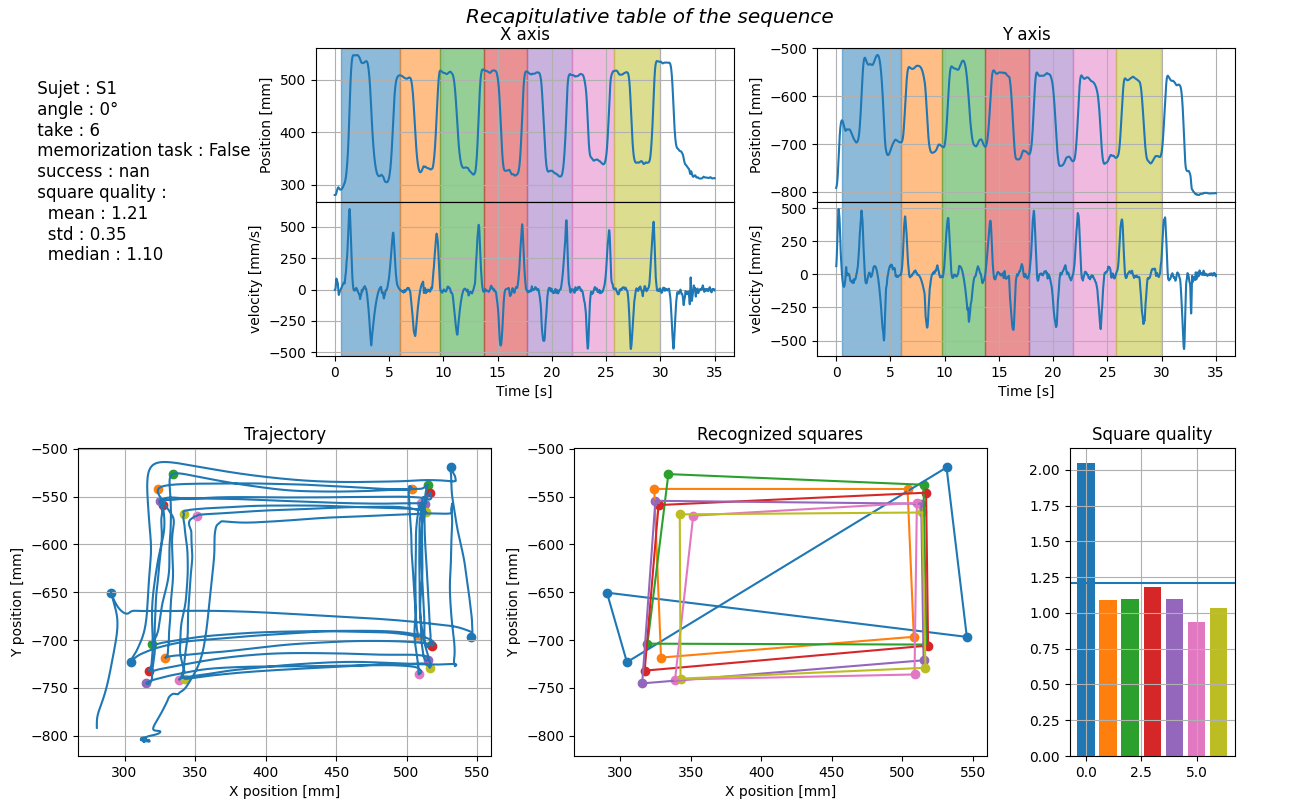 Recapitulative table of the sequence
Sujet : S1
angle : 0°
take : 6
memorization task : False
success : nan
square quality :
mean : 1.21
std : 0.35
median : 1.10
X axis
Position [mm]
500
400
300
velocity [mm/s]
500
250
0
−250
−500
0 5 10 15 20 25 30 35
Time [s]
Y axis
Position [mm]
−500
−600
−700
−800
velocity [mm/s]
500
250
0
−250
−500
0 5 10 15 20 25 30 35
Time [s]
Trajectory
Y position [mm]
−500
−550
−600
−650
−700
−750
−800
300 350 400 450 500 550
X position [mm]
Recognized squares
Y position [mm]
−500
−550
−600
−650
−700
−750
−800
300 350 400 450 500 550
X position [mm]
Square quality
2.00
1.75
1.50
1.25
1.00
0.75
0.50
0.25
0.00
0.0 2.5 5.0